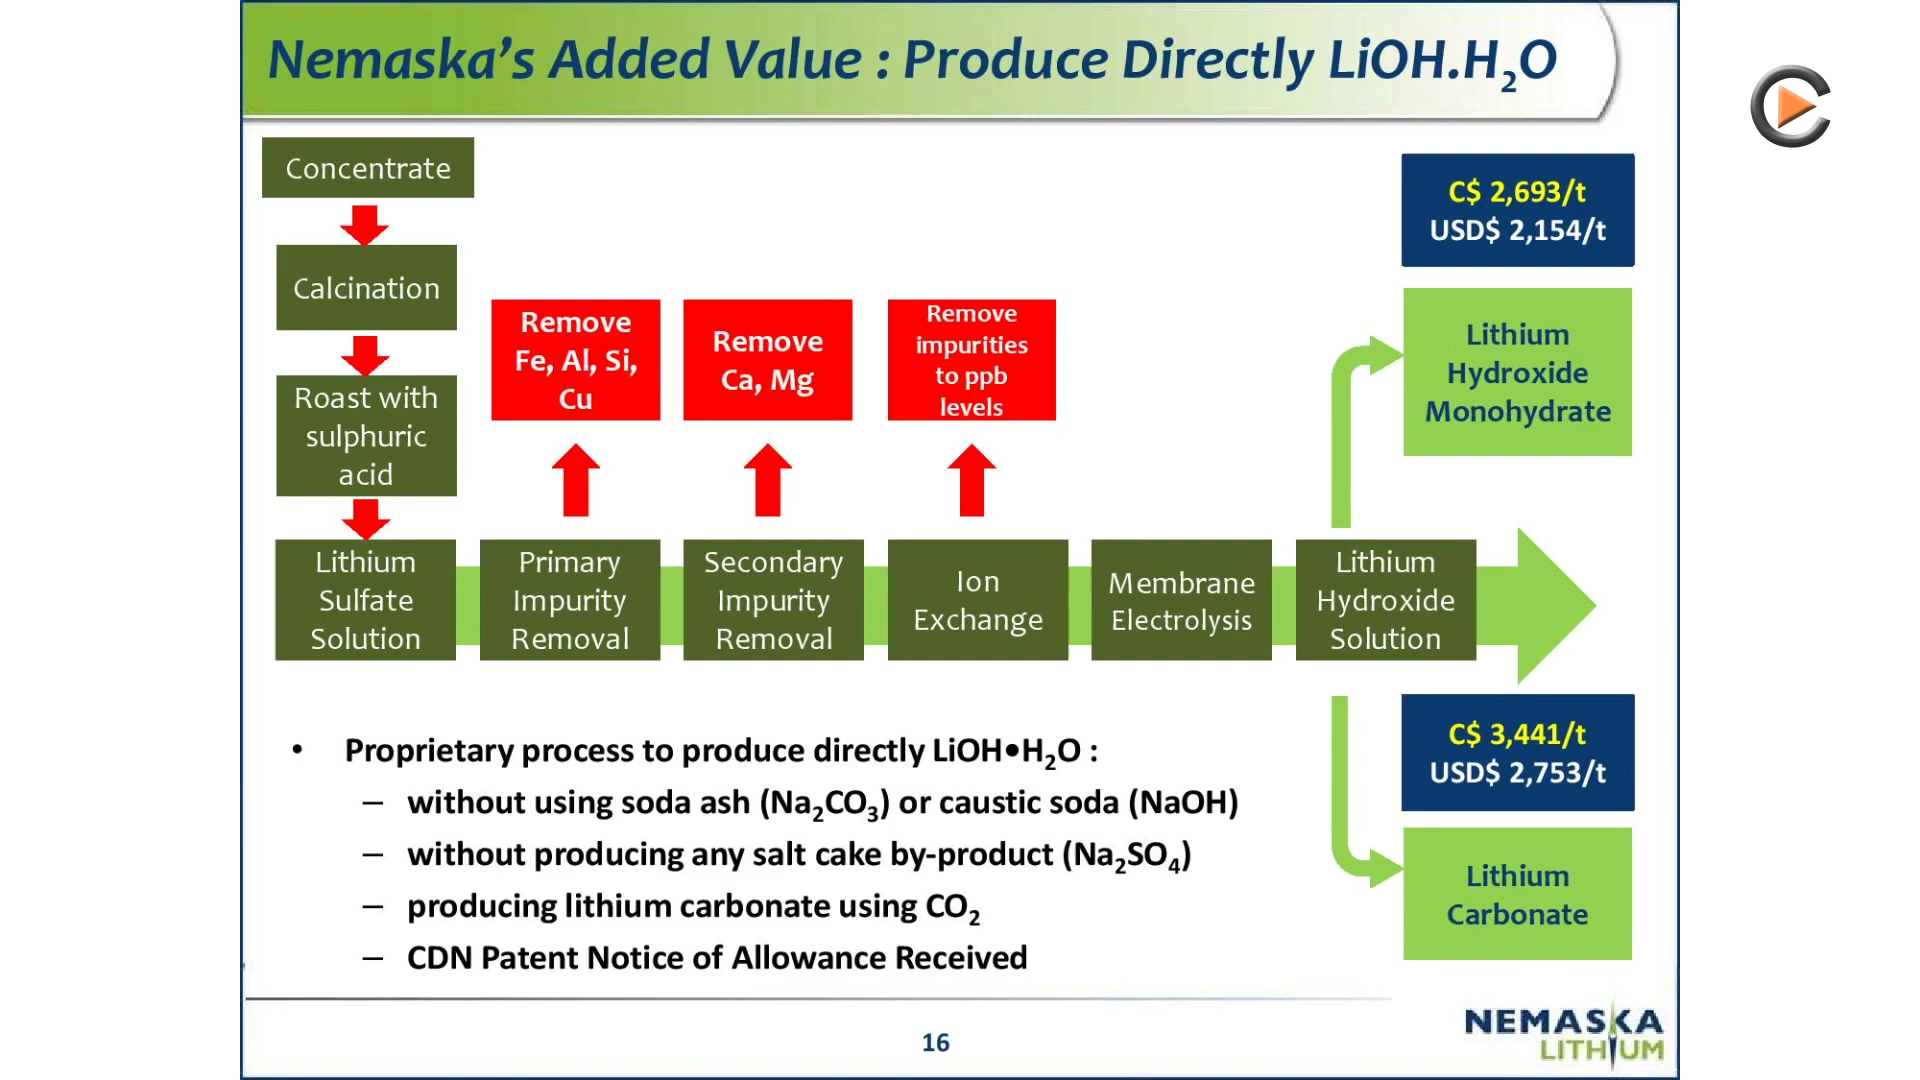 Nemaska's Added Value : Produce Directly LiOH.H₂O
Concentrate
Calcination
Roast with
sulphuric
acid
Remove
Fe, Al, Si,
Cu
Remove
Ca, Mg
Remove
impurities
to ppb
levels
C$ 2,693/t
USD$ 2,154/t
Lithium
Hydroxide
Monohydrate
Lithium
Sulfate
Solution
Primary
Impurity
Removal
Secondary
Impurity
Removal
Ion
Exchange
Membrane
Electrolysis
Lithium
Hydroxide
Solution
C$ 3,441/t
USD$ 2,753/t
Lithium
Carbonate
• Proprietary process to produce directly LiOH•H₂O :
– without using soda ash (Na₂CO₃) or caustic soda (NaOH)
– without producing any salt cake by-product (Na₂SO₄)
– producing lithium carbonate using CO₂
– CDN Patent Notice of Allowance Received
16
NEMASKA
LITHIUM